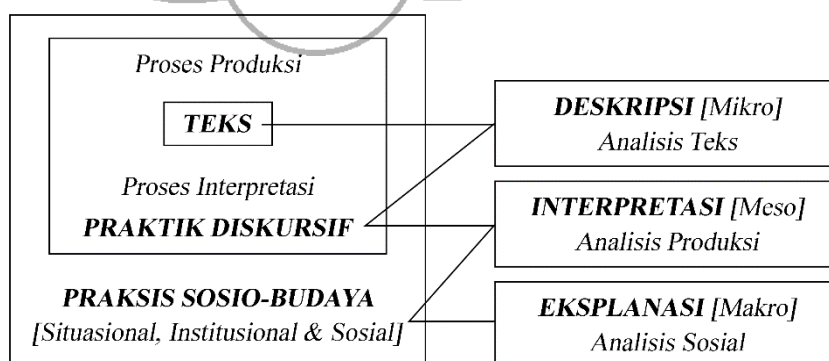 Proses Produksi
TEKS
Proses Interpretasi
PRAKTIK DISKURSIF
PRAKSIS SOSIO-BUDAYA
[Situasional, Institusional & Sosial]
DESKRIPSI [Mikro]
Analisis Teks
INTERPRETASI [Meso]
Analisis Produksi
EKSPLANASI [Makro]
Analisis Sosial